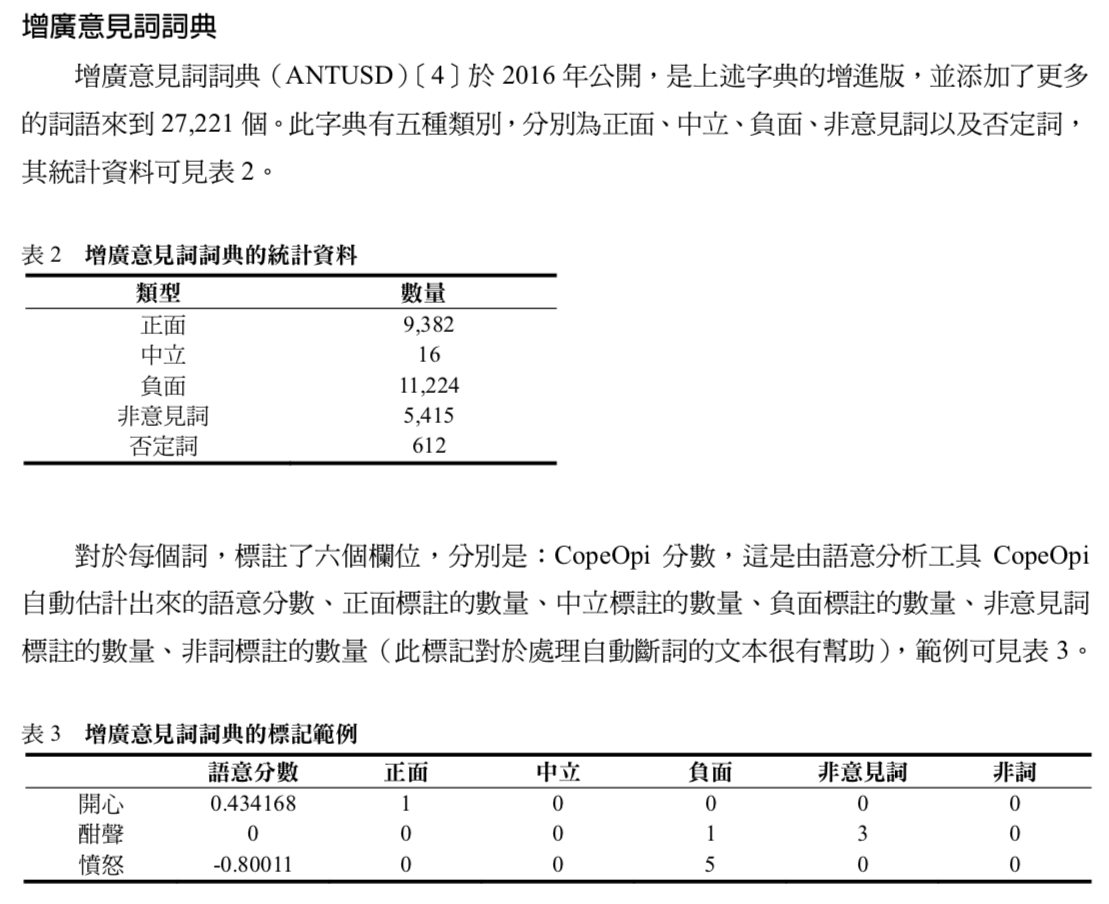 增廣意見詞詞典
增廣意見詞詞典（ANTUSD）〔4〕於 2016 年公開，是上述字典的增進版，並添加了更多
的詞語來到 27,221 個。此字典有五種類別，分別為正面、中立、負面、非意見詞以及否定詞，
其統計資料可見表 2。
表 2 增廣意見詞詞典的統計資料
類型 數量
正面 9,382
中立 16
負面 11,224
非意見詞 5,415
否定詞 612
對於每個詞，標註了六個欄位，分別是：CopeOpi 分數，這是由語意分析工具 CopeOpi
自動估計出來的語意分數、正面標註的數量、中立標註的數量、負面標註的數量、非意見詞
標註的數量、非詞標註的數量（此標記對於處理自動斷詞的文本很有幫助），範例可見表 3。
表 3 增廣意見詞詞典的標記範例
語意分數 正面 中立 負面 非意見詞 非詞
開心 0.434168 1 0 0 0 0
酣聲 0 0 0 1 3 0
憤怒 -0.80011 0 0 5 0 0